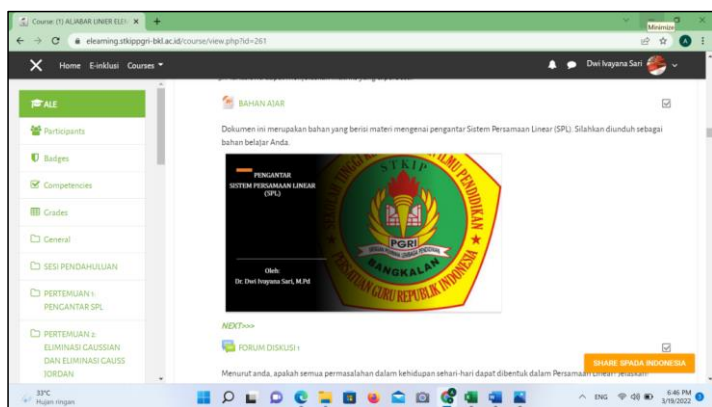 Course: (1) ALJABAR LINIER ELE
Minimize
elearning.stkippgri-bkl.ac.id/course/view.php?id=261
A
Home E-inklusi Courses
Dwi Ivayana Sari
ALE
Participants
Badges
Competencies
Grades
General
SESI PENDAHULUAN
PERTEMUAN 1:
PENGANTAR SPL
PERTEMUAN 2:
ELIMINASI GAUSSIAN
DAN ELIMINASI GAUSS
JORDAN
BAHAN AJAR
Dokumen ini merupakan bahan yang berisi materi mengenai pengantar Sistem Persamaan Linear (SPL). Silahkan diunduh sebagai
bahan belajar Anda.
PENGANTAR
SISTEM PERSAMAAN LINEAR
(SPL)
Oleh:
Dr. Dwi Ivayana Sari, M.Pd
STKIP
PGRI
BANGKALAN
PERSATUAN GURU REPUBLIK INDONESIA
NEXT>>>
FORUM DISKUSI 1
SHARE SPADA INDONESIA
Menurut anda, apakah semua permasalahan dalam kehidupan sehari-hari dapat dibentuk dalam Persamaan Linear? Jelaskan!
33°C
Hujan ringan
ENG
6:46 PM
3/19/2022